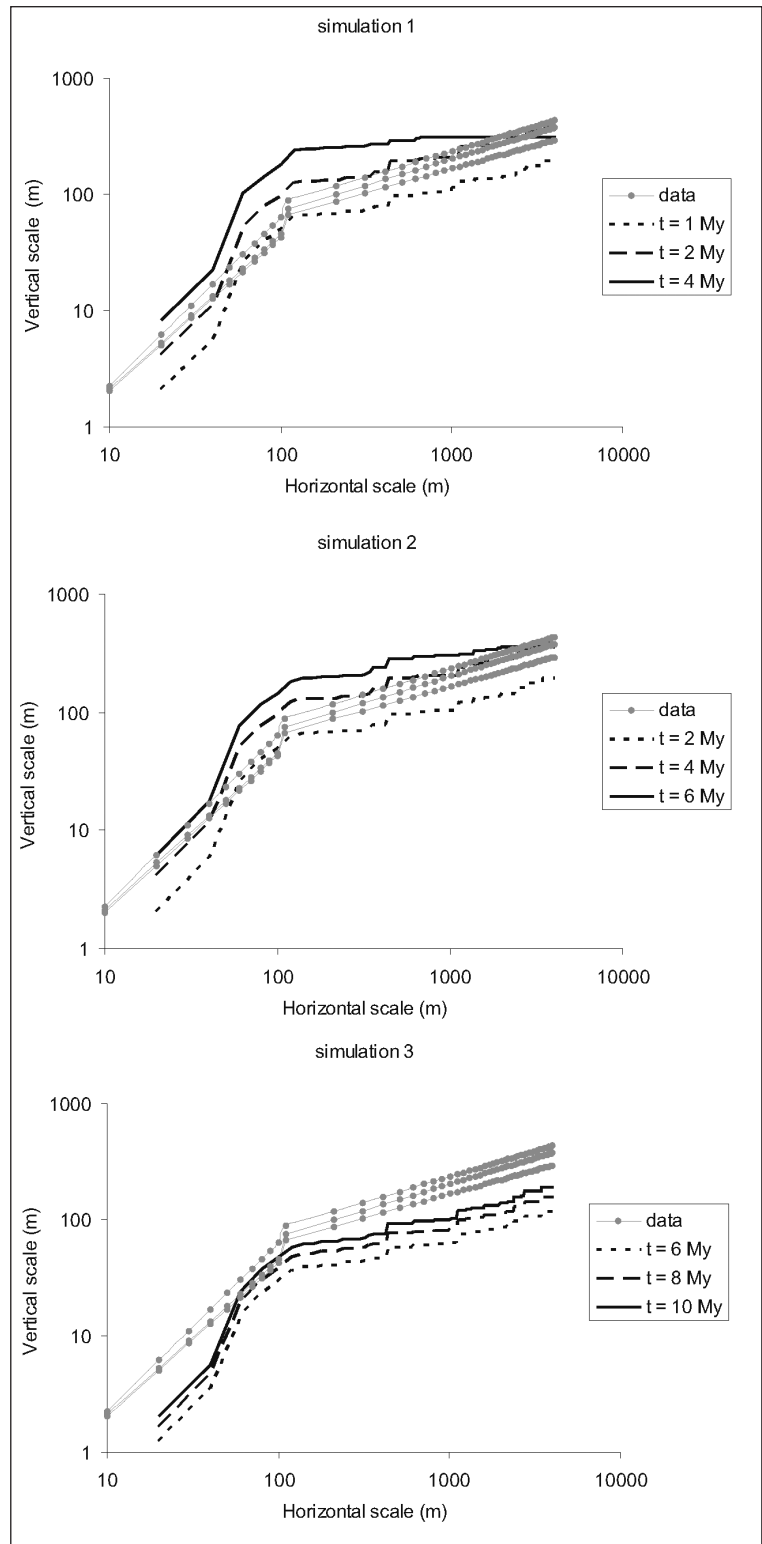 simulation 1
1000
100
10
1
10
100
1000
10000
Vertical scale (m)
Horizontal scale (m)
data
t = 1 My
t = 2 My
t = 4 My
simulation 2
1000
100
10
1
10
100
1000
10000
Vertical scale (m)
Horizontal scale (m)
data
t = 2 My
t = 4 My
t = 6 My
simulation 3
1000
100
10
1
10
100
1000
10000
Vertical scale (m)
Horizontal scale (m)
data
t = 6 My
t = 8 My
t = 10 My